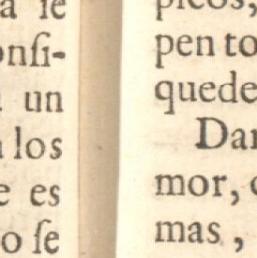 a ſe
onſi-
un
los
e es
o ſe
picos,
pen to
quede
Dar
mor,
mas,